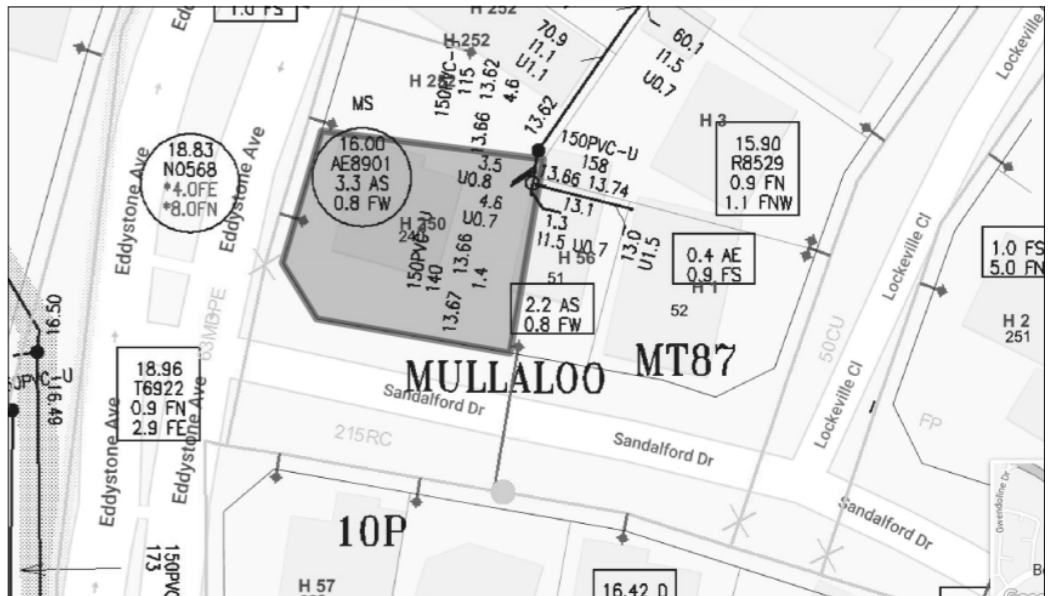 1.0 FS
H 252
H 252
H 252
Eddystone Ave
MS
150PVC-U
115
13.66 13.62
4.6
70.9
I1.1
U1.1
13.62
60.1
I1.5
U0.7
Lockeville Cl
H 3
18.83
N0568
*4.0FE
*8.0FN
Eddystone Ave
Eddystone Ave
16.00
AE8901
3.3 AS
0.8 FW
3.5
U0.8
4.6
U0.7
150PVC-U
158
13.66 13.74
13.1
1.3
I1.5 U0.7
13.0
U1.5
15.90
R8529
0.9 FN
1.1 FNW
H 250
240
150PVC-U
140
13.66
13.67
1.4
H 56
51
0.4 AE
0.9 FS
H 1
52
Lockeville Cl
1.0 FS
5.0 FN
2.2 AS
0.8 FW
63MDPE
50CU
H 2
251
16.50
16.49
18.96
T6922
0.9 FN
2.9 FE
MULLALOO
MT87
Sandalford Dr
215RC
Sandalford Dr
Lockeville Cl
FP
Eddystone Ave
Eddystone Ave
Sandalford Dr
Gwendoline Dr
10P
173
H 57
16.42 D